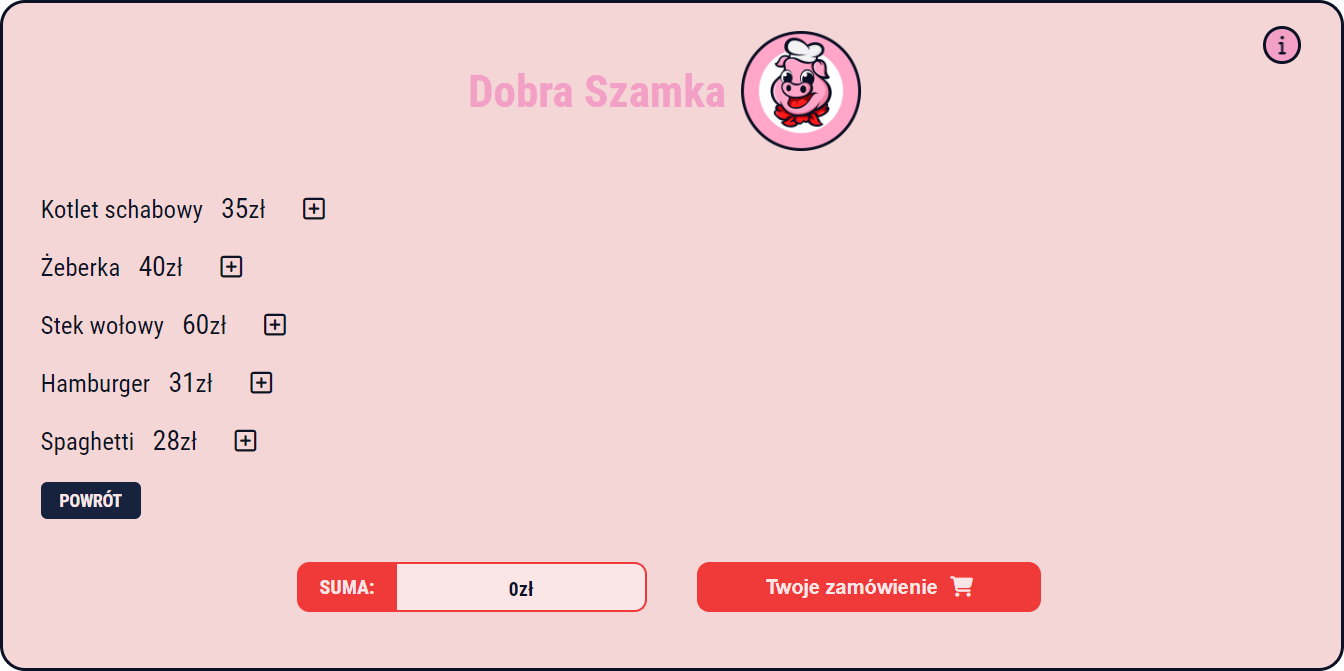 Dobra Szamka
i
Kotlet schabowy 35zł
Żeberka 40zł
Stek wołowy 60zł
Hamburger 31zł
Spaghetti 28zł
POWRÓT
SUMA: 0zł
Twoje zamówienie